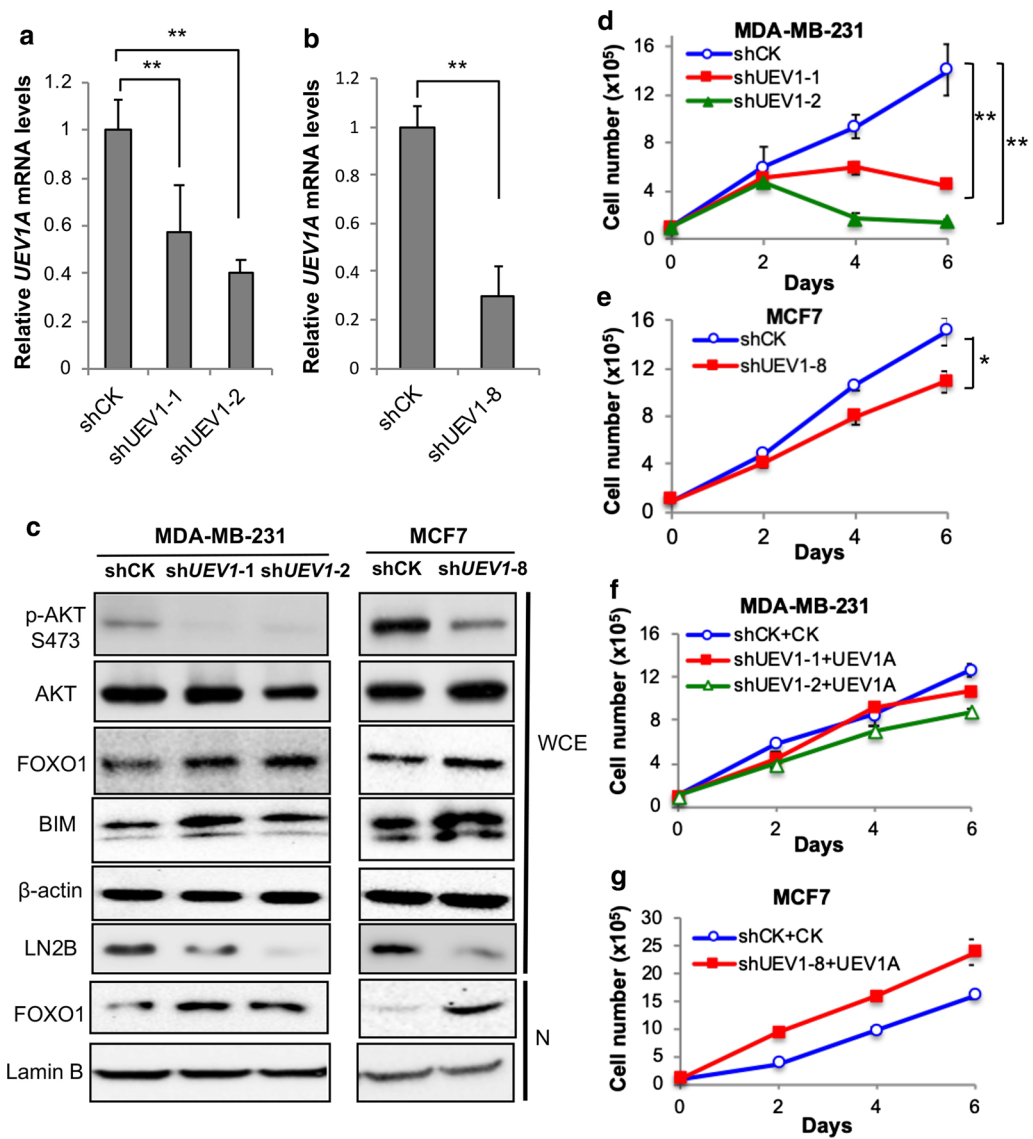 a
**
**
Relative UEV1A mRNA levels
1.2
1
0.8
0.6
0.4
0.2
0
shCK
shUEV1-1
shUEV1-2
b
**
Relative UEV1A mRNA levels
1.2
1
0.8
0.6
0.4
0.2
0
shCK
shUEV1-8
c
MDA-MB-231
MCF7
shCK shUEV1-1 shUEV1-2
shCK shUEV1-8
p-AKT
S473
AKT
FOXO1
BIM
β-actin
LN2B
WCE
FOXO1
Lamin B
N
d
MDA-MB-231
shCK
shUEV1-1
shUEV1-2
Cell number (x10⁵)
16
12
8
4
0
0 2 4 6
Days
**
**
e
MCF7
shCK
shUEV1-8
Cell number (x10⁵)
16
12
8
4
0
0 2 4 6
Days
*
f
MDA-MB-231
shCK+CK
shUEV1-1+UEV1A
shUEV1-2+UEV1A
Cell number (x10⁵)
16
12
8
4
0
0 2 4 6
Days
g
MCF7
shCK+CK
shUEV1-8+UEV1A
Cell number (x10⁵)
30
25
20
15
10
5
0
0 2 4 6
Days